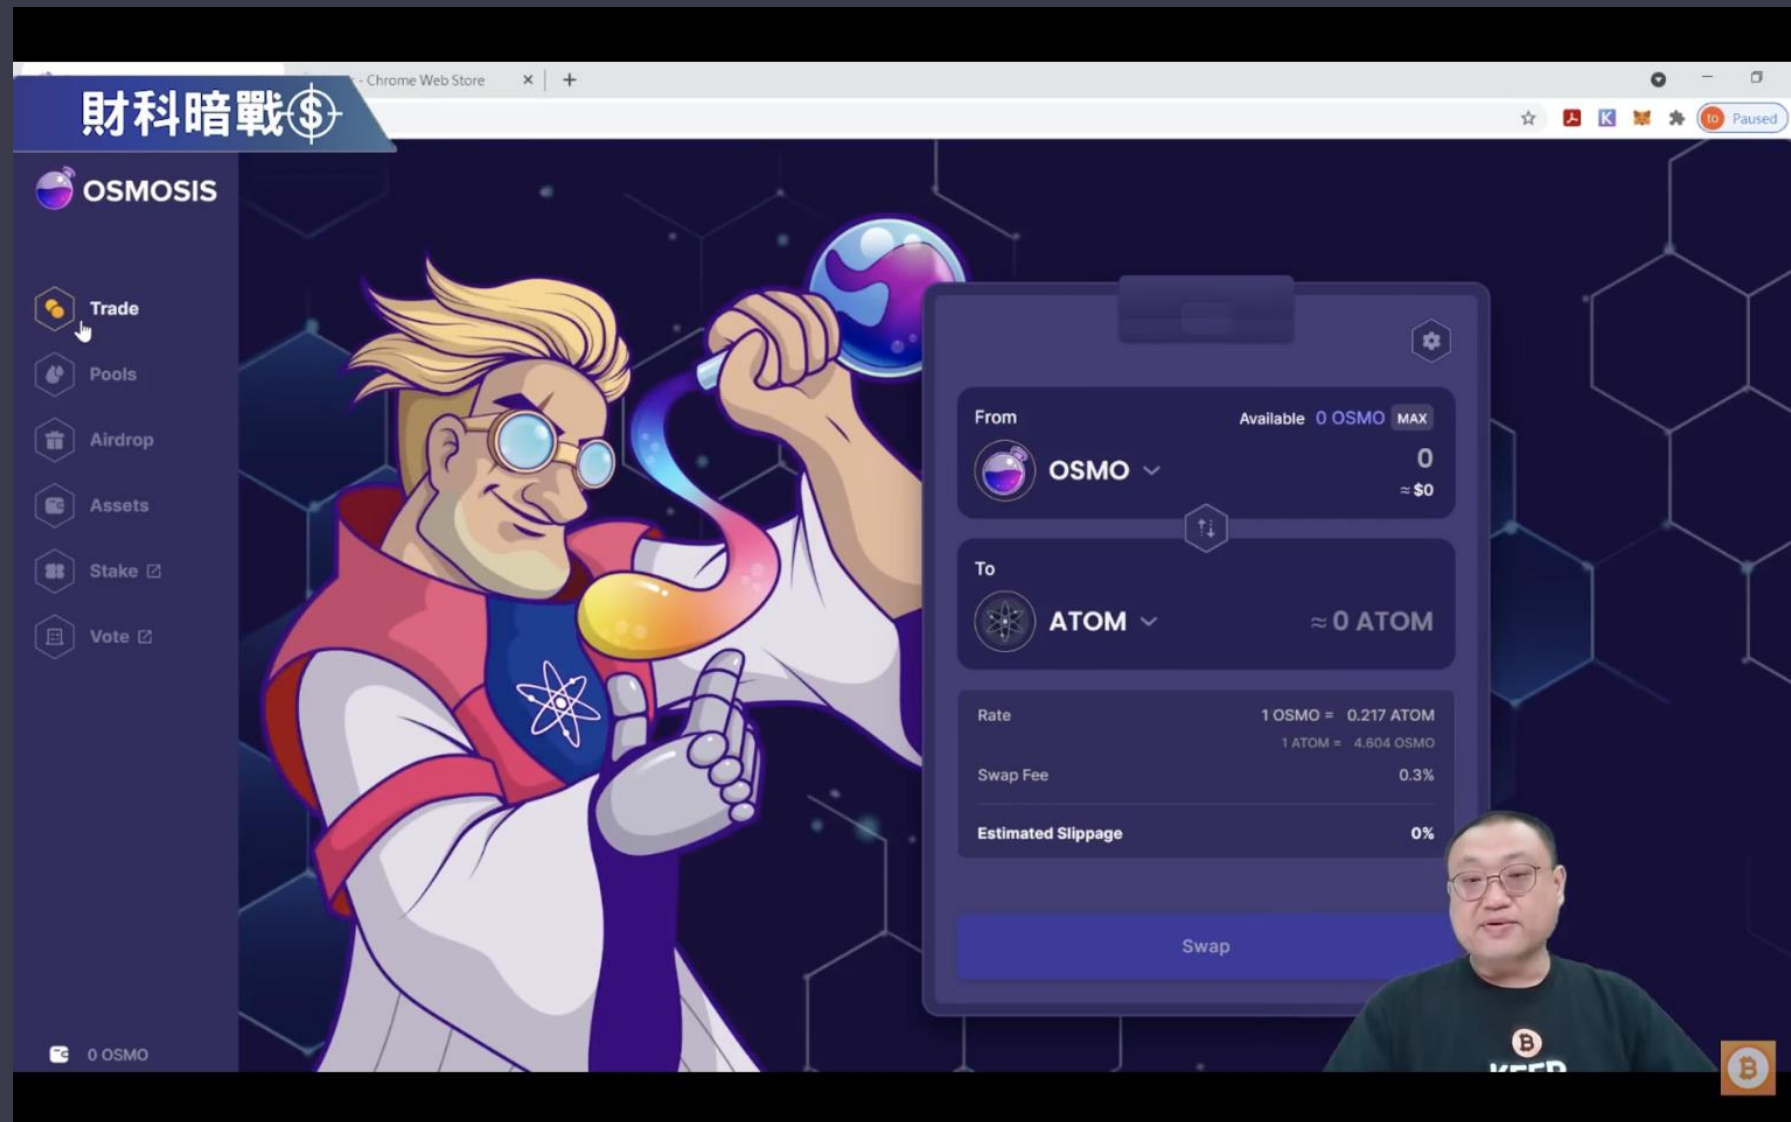 - Chrome Web Store
財科暗戰
Paused
to
OSMOSIS
Trade
Pools
Airdrop
Assets
Stake
Vote
0 OSMO
From
Available 0 OSMO MAX
OSMO
0
≈ $0
To
ATOM
≈ 0 ATOM
Rate
1 OSMO = 0.217 ATOM
1 ATOM = 4.604 OSMO
Swap Fee
0.3%
Estimated Slippage
0%
Swap
B
KEEP
B